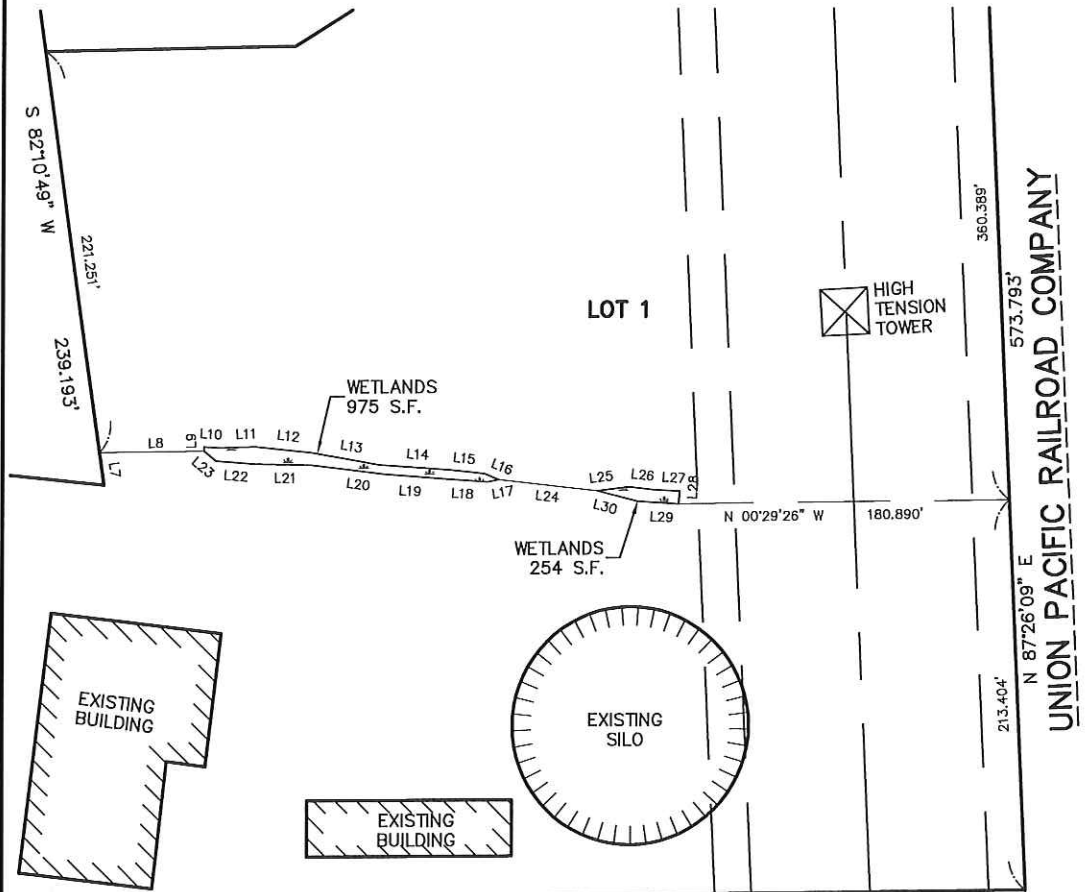 S 82°10'49" W
221.251'
239.193'
LOT 1
HIGH
TENSION
TOWER
360.389'
573.793'
UNION PACIFIC RAILROAD COMPANY
WETLANDS
975 S.F.
L7
L8
L9
L10
L11
L12
L13
L14
L15
L16
L23
L22
L21
L20
L19
L18
L17
L24
L25
L26
L27
L28
L30
L29
N 00°29'26" W
180.890'
WETLANDS
254 S.F.
N 87°26'09" E
213.404'
EXISTING
BUILDING
EXISTING
SILO
EXISTING
BUILDING